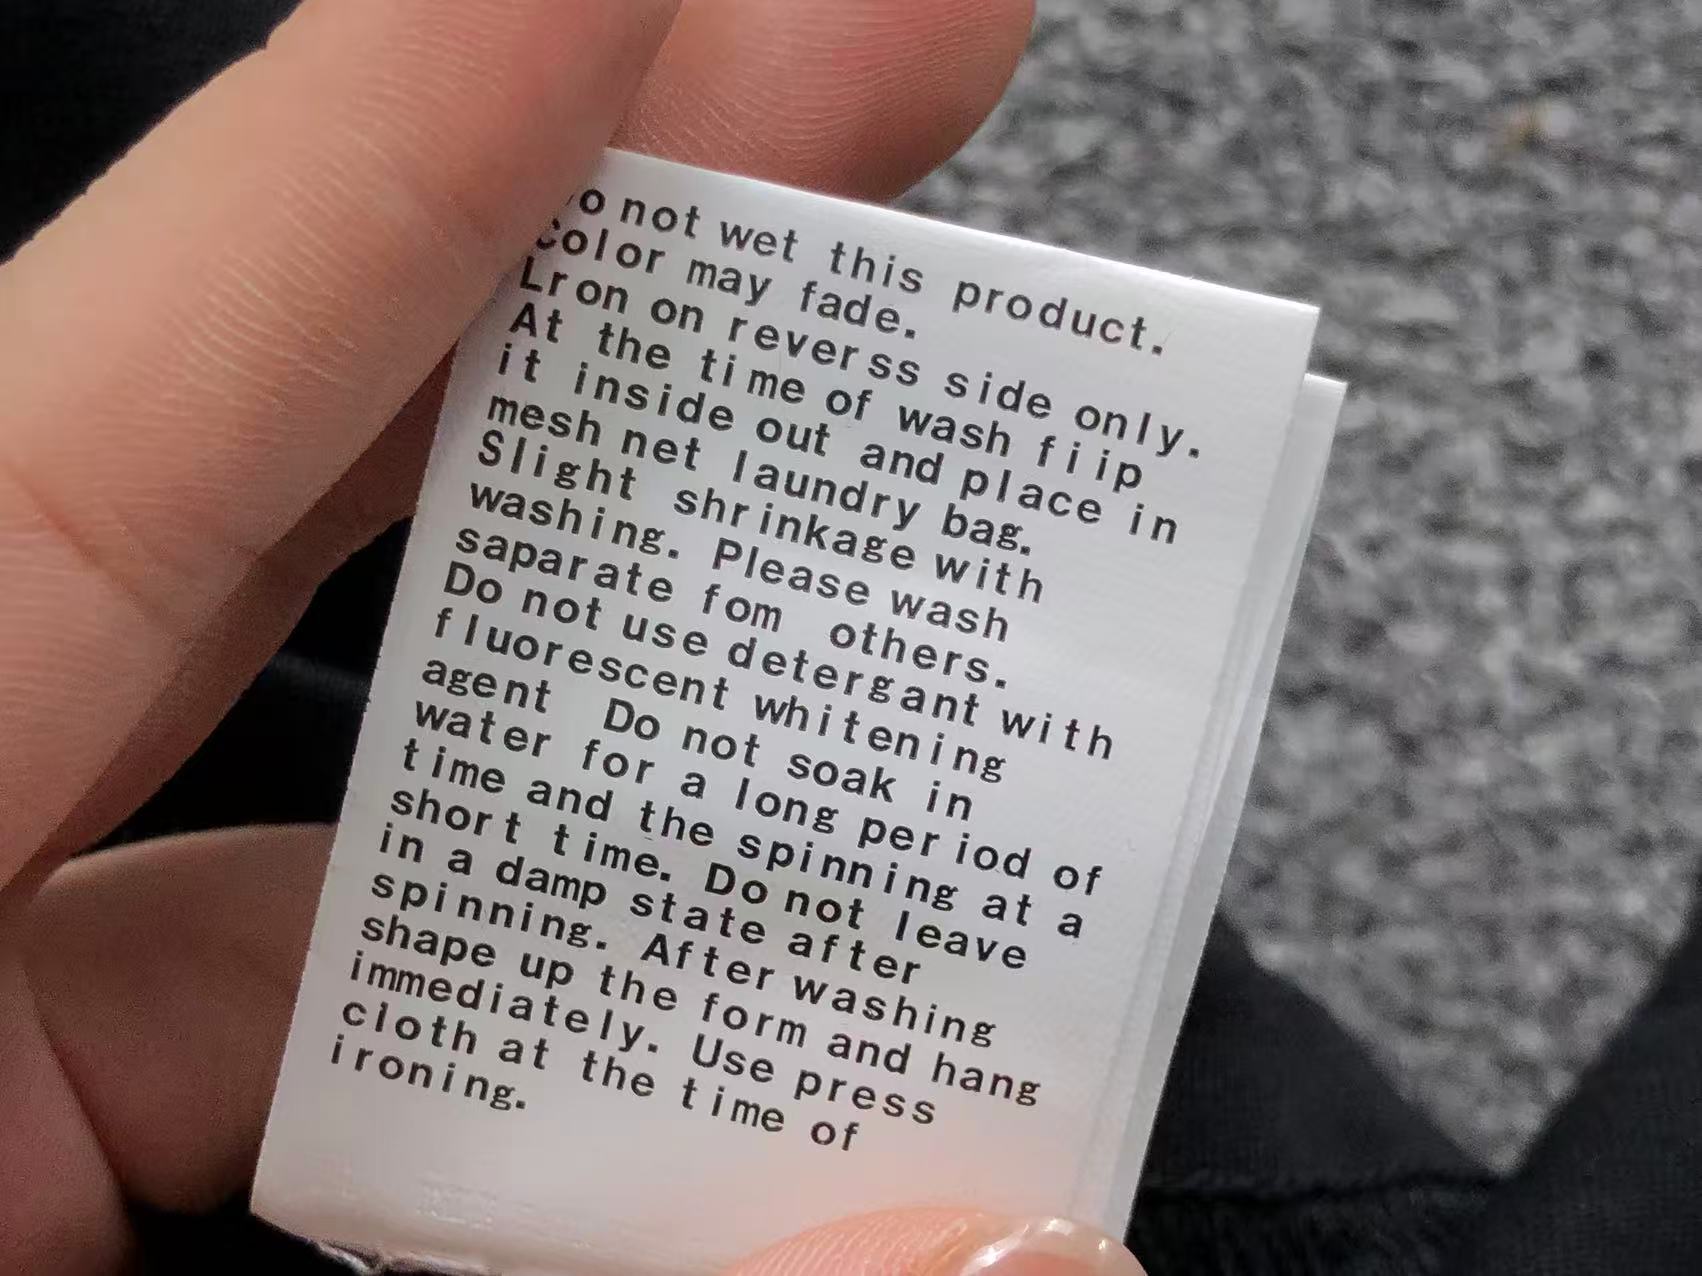 Do not wet this product.
Color may fade.
Lron on reverss side only.
At the time of wash fiip
it inside out and place in
mesh net laundry bag.
Slight shrinkage with
washing. Please wash
saparate fom others.
Do not use detergant with
fluorescent whitening
agent Do not soak in
water for a long period of
time and the spinning at a
short time. Do not leave
in a damp state after
spinning. After washing
shape up the form and hang
immediately. Use press
cloth at the time of
ironing.